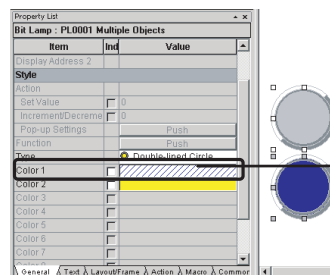 Property List
Bit Lamp : PL0001 Multiple Objects
Item Ind Value
Display Address 2
Style
Action
Set Value 0
Increment/Decreme 0
Pop-up Settings Push
Function Push
Type Double-lined Circle
Color 1
Color 2
Color 3
Color 4
Color 5
Color 6
Color 7
General Text Layout/Frame Action Macro Common